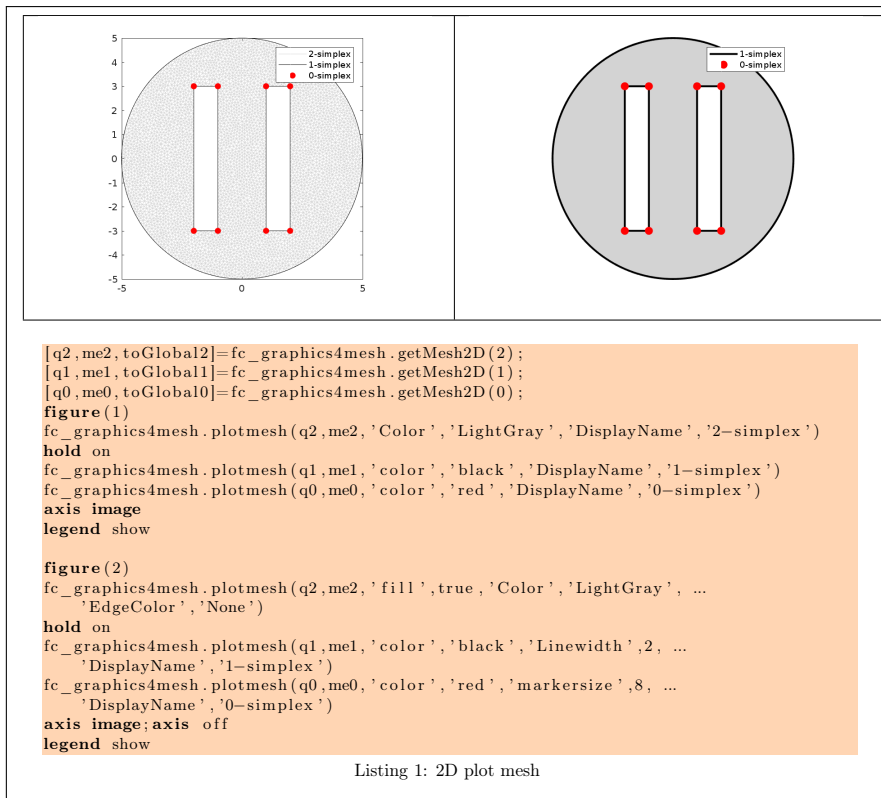 5
4
3
2
1
0
-1
-2
-3
-4
-5
-5
0
5
2-simplex
1-simplex
0-simplex
1-simplex
0-simplex
[q2,me2,toGlobal2]=fc_graphics4mesh.getMesh2D(2);
[q1,me1,toGlobal1]=fc_graphics4mesh.getMesh2D(1);
[q0,me0,toGlobal0]=fc_graphics4mesh.getMesh2D(0);
figure(1)
fc_graphics4mesh.plotmesh(q2,me2,'Color','LightGray','DisplayName','2−simplex')
hold on
fc_graphics4mesh.plotmesh(q1,me1,'color','black','DisplayName','1−simplex')
fc_graphics4mesh.plotmesh(q0,me0,'color','red','DisplayName','0−simplex')
axis image
legend show
figure(2)
fc_graphics4mesh.plotmesh(q2,me2,'fill',true,'Color','LightGray', ...
'EdgeColor','None')
hold on
fc_graphics4mesh.plotmesh(q1,me1,'color','black','Linewidth',2, ...
'DisplayName','1−simplex')
fc_graphics4mesh.plotmesh(q0,me0,'color','red','markersize',8, ...
'DisplayName','0−simplex')
axis image;axis off
legend show
Listing 1: 2D plot mesh